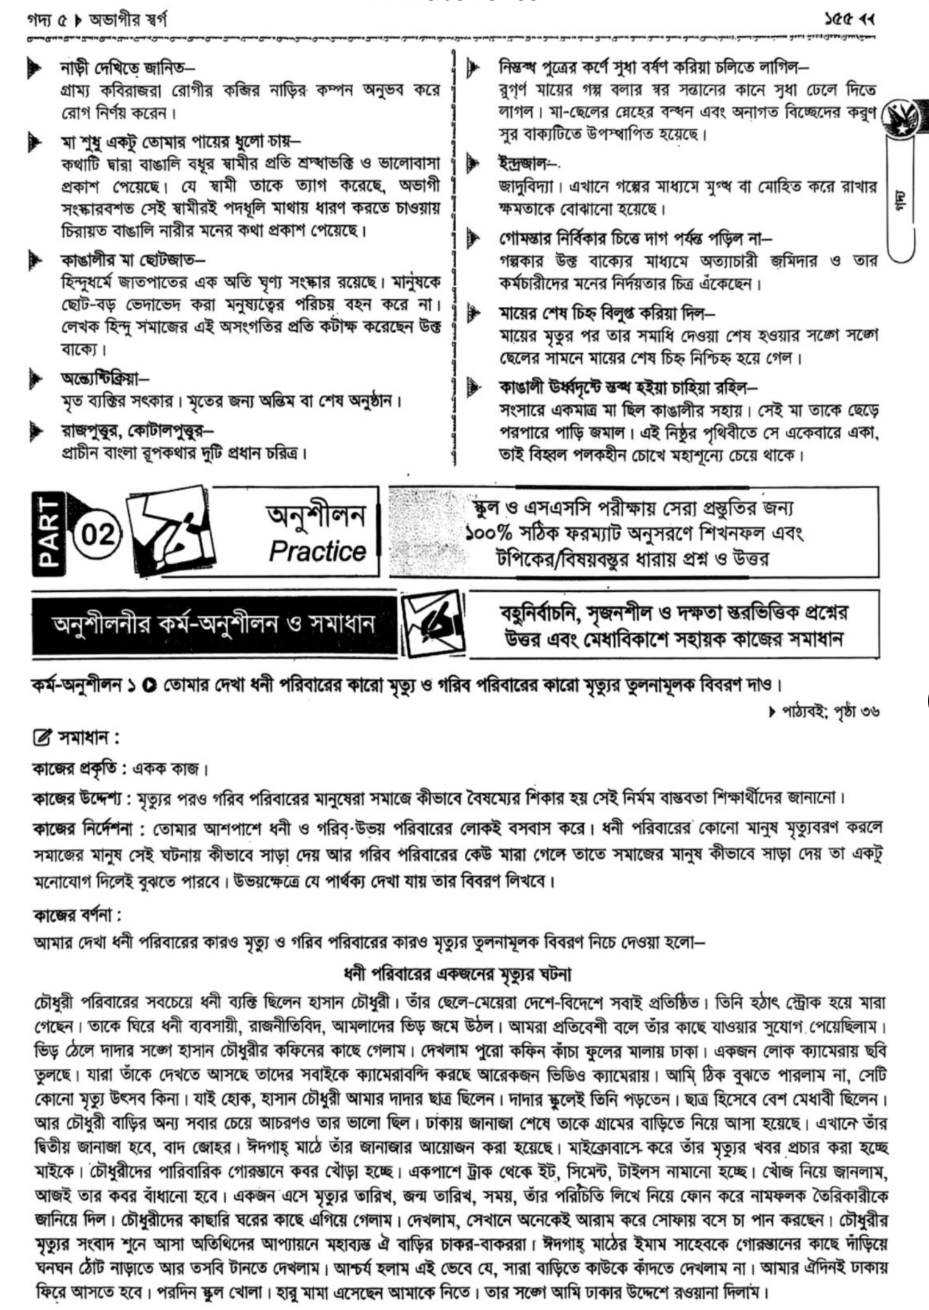 গদ্য ৫ ▶ অভাগীর স্বর্গ
১৫৫ ◀◀
নাড়ী দেখিতে জানিত–
গ্রাম্য কবিরাজরা রোগীর কব্জির নাড়ির কম্পন অনুভব করে
রোগ নির্ণয় করেন।
মা শুধু একটু তোমার পায়ের ধুলো চায়–
কথাটি দ্বারা বাঙালি বধূর স্বামীর প্রতি শ্রদ্ধাভক্তি ও ভালোবাসা
প্রকাশ পেয়েছে। যে স্বামী তাকে ত্যাগ করেছে, অভাগী
সংস্কারবশত সেই স্বামীরই পদধূলি মাথায় ধারণ করতে চাওয়ায়
চিরায়ত বাঙালি নারীর মনের কথা প্রকাশ পেয়েছে।
কাঙালীর মা ছোটজাত–
হিন্দুধর্মে জাতপাতের এক অতি ঘৃণ্য সংস্কার রয়েছে। মানুষকে
ছোট-বড় ভেদাভেদ করা মনুষ্যত্বের পরিচয় বহন করে না।
লেখক হিন্দু সমাজের এই অসংগতির প্রতি কটাক্ষ করেছেন উক্ত
বাক্যে।
অন্ত্যেষ্টিক্রিয়া–
মৃত ব্যক্তির সৎকার। মৃতের জন্য অন্তিম বা শেষ অনুষ্ঠান।
রাজপুত্তুর, কোটালপুত্তুর–
প্রাচীন বাংলা রূপকথার দুটি প্রধান চরিত্র।
নিস্তব্ধ পুত্রের কর্ণে সুধা বর্ষণ করিয়া চলিতে লাগিল–
রুগ্‌ণ মায়ের গল্প বলার স্বর সন্তানের কানে সুধা ঢেলে দিতে
লাগল। মা-ছেলের স্নেহের বন্ধন এবং অনাগত বিচ্ছেদের করুণ
সুর বাক্যটিতে উপস্থাপিত হয়েছে।
ইন্দ্রজাল–
জাদুবিদ্যা। এখানে গল্পের মাধ্যমে মুগ্ধ বা মোহিত করে রাখার
ক্ষমতাকে বোঝানো হয়েছে।
গোমস্তার নির্বিকার চিত্তে দাগ পর্যন্ত পড়িল না–
গল্পকার উক্ত বাক্যের মাধ্যমে অত্যাচারী জমিদার ও তার
কর্মচারীদের মনের নির্দয়তার চিত্র এঁকেছেন।
মায়ের শেষ চিহ্ন বিলুপ্ত করিয়া দিল–
মায়ের মৃত্যুর পর তার সমাধি দেওয়া শেষ হওয়ার সঙ্গে সঙ্গে
ছেলের সামনে মায়ের শেষ চিহ্ন নিশ্চিহ্ন হয়ে গেল।
কাঙালী ঊর্ধ্বদৃষ্টে স্তব্ধ হইয়া চাহিয়া রহিল–
সংসারে একমাত্র মা ছিল কাঙালীর সহায়। সেই মা তাকে ছেড়ে
পরপারে পাড়ি জমাল। এই নিষ্ঠুর পৃথিবীতে সে একেবারে একা,
তাই বিহ্বল পলকহীন চোখে মহাশূন্যে চেয়ে থাকে।
গদ্য
PART 02
অনুশীলন
Practice
স্কুল ও এসএসসি পরীক্ষায় সেরা প্রস্তুতির জন্য
১০০% সঠিক ফরম্যাট অনুসরণে শিখনফল এবং
টপিকের/বিষয়বস্তুর ধারায় প্রশ্ন ও উত্তর
অনুশীলনীর কর্ম-অনুশীলন ও সমাধান
বহুনির্বাচনি, সৃজনশীল ও দক্ষতা স্তরভিত্তিক প্রশ্নের
উত্তর এবং মেধাবিকাশে সহায়ক কাজের সমাধান
কর্ম-অনুশীলন ১ ▶ তোমার দেখা ধনী পরিবারের কারো মৃত্যু ও গরিব পরিবারের কারো মৃত্যুর তুলনামূলক বিবরণ দাও।
▶ পাঠ্যবই; পৃষ্ঠা ৩৬
সমাধান :
কাজের প্রকৃতি : একক কাজ।
কাজের উদ্দেশ্য : মৃত্যুর পরও গরিব পরিবারের মানুষেরা সমাজে কীভাবে বৈষম্যের শিকার হয় সেই নির্মম বাস্তবতা শিক্ষার্থীদের জানানো।
কাজের নির্দেশনা : তোমার আশপাশে ধনী ও গরিব-উভয় পরিবারের লোকই বসবাস করে। ধনী পরিবারের কোনো মানুষ মৃত্যুবরণ করলে
সমাজের মানুষ সেই ঘটনায় কীভাবে সাড়া দেয় আর গরিব পরিবারের কেউ মারা গেলে তাতে সমাজের মানুষ কীভাবে সাড়া দেয় তা একটু
মনোযোগ দিলেই বুঝতে পারবে। উভয়ক্ষেত্রে যে পার্থক্য দেখা যায় তার বিবরণ লিখবে।
কাজের বর্ণনা :
আমার দেখা ধনী পরিবারের কারও মৃত্যু ও গরিব পরিবারের কারও মৃত্যুর তুলনামূলক বিবরণ নিচে দেওয়া হলো–
ধনী পরিবারের একজনের মৃত্যুর ঘটনা
চৌধুরী পরিবারের সবচেয়ে ধনী ব্যক্তি ছিলেন হাসান চৌধুরী। তাঁর ছেলে-মেয়েরা দেশে-বিদেশে সবাই প্রতিষ্ঠিত। তিনি হঠাৎ স্ট্রোক হয়ে মারা
গেছেন। তাকে ঘিরে ধনী ব্যবসায়ী, রাজনীতিবিদ, আমলাদের ভিড় জমে উঠল। আমরা প্রতিবেশী বলে তাঁর কাছে যাওয়ার সুযোগ পেয়েছিলাম।
ভিড় ঠেলে দাদার সঙ্গে হাসান চৌধুরীর কফিনের কাছে গেলাম। দেখলাম পুরো কফিন কাঁচা ফুলের মালায় ঢাকা। একজন লোক ক্যামেরায় ছবি
তুলছে। যারা তাঁকে দেখতে আসছে তাদের সবাইকে ক্যামেরাবন্দি করছে আরেকজন ভিডিও ক্যামেরায়। আমি ঠিক বুঝতে পারলাম না, সেটি
কোনো মৃত্যু উৎসব কিনা। যাই হোক, হাসান চৌধুরী আমার দাদার ছাত্র ছিলেন। দাদার স্কুলেই তিনি পড়তেন। ছাত্র হিসেবে বেশ মেধাবী ছিলেন।
আর চৌধুরী বাড়ির অন্য সবার চেয়ে আচরণও তার ভালো ছিল। ঢাকায় জানাজা শেষে তাকে গ্রামের বাড়িতে নিয়ে আসা হয়েছে। এখানে তাঁর
দ্বিতীয় জানাজা হবে, বাদ জোহর। ঈদগাহ্ মাঠে তাঁর জানাজার আয়োজন করা হয়েছে। মাইক্রোবাসে করে তাঁর মৃত্যুর খবর প্রচার করা হচ্ছে
মাইকে। চৌধুরীদের পারিবারিক গোরস্তানে কবর খোঁড়া হচ্ছে। একপাশে ট্রাক থেকে ইট, সিমেন্ট, টাইলস নামানো হচ্ছে। খোঁজ নিয়ে জানলাম,
আজই তার কবর বাঁধানো হবে। একজন এসে মৃত্যুর তারিখ, জন্ম তারিখ, সময়, তাঁর পরিচিতি লিখে নিয়ে ফোন করে নামফলক তৈরিকারীকে
জানিয়ে দিল। চৌধুরীদের কাছারি ঘরের কাছে এগিয়ে গেলাম। দেখলাম, সেখানে অনেকেই আরাম করে সোফায় বসে চা পান করছেন। চৌধুরীর
মৃত্যুর সংবাদ শুনে আসা অতিথিদের আপ্যায়নে মহাব্যস্ত ঐ বাড়ির চাকর-বাকররা। ঈদগাহ্ মাঠের ইমাম সাহেবকে গোরস্তানের কাছে দাঁড়িয়ে
ঘনঘন ঠোঁট নাড়াতে আর তসবি টানতে দেখলাম। আশ্চর্য হলাম এই ভেবে যে, সারা বাড়িতে কাউকে কাঁদতে দেখলাম না। আমার ঐদিনই ঢাকায়
ফিরে আসতে হবে। পরদিন স্কুল খোলা। হারু মামা এসেছেন আমাকে নিতে। তার সঙ্গে আমি ঢাকার উদ্দেশে রওয়ানা দিলাম।